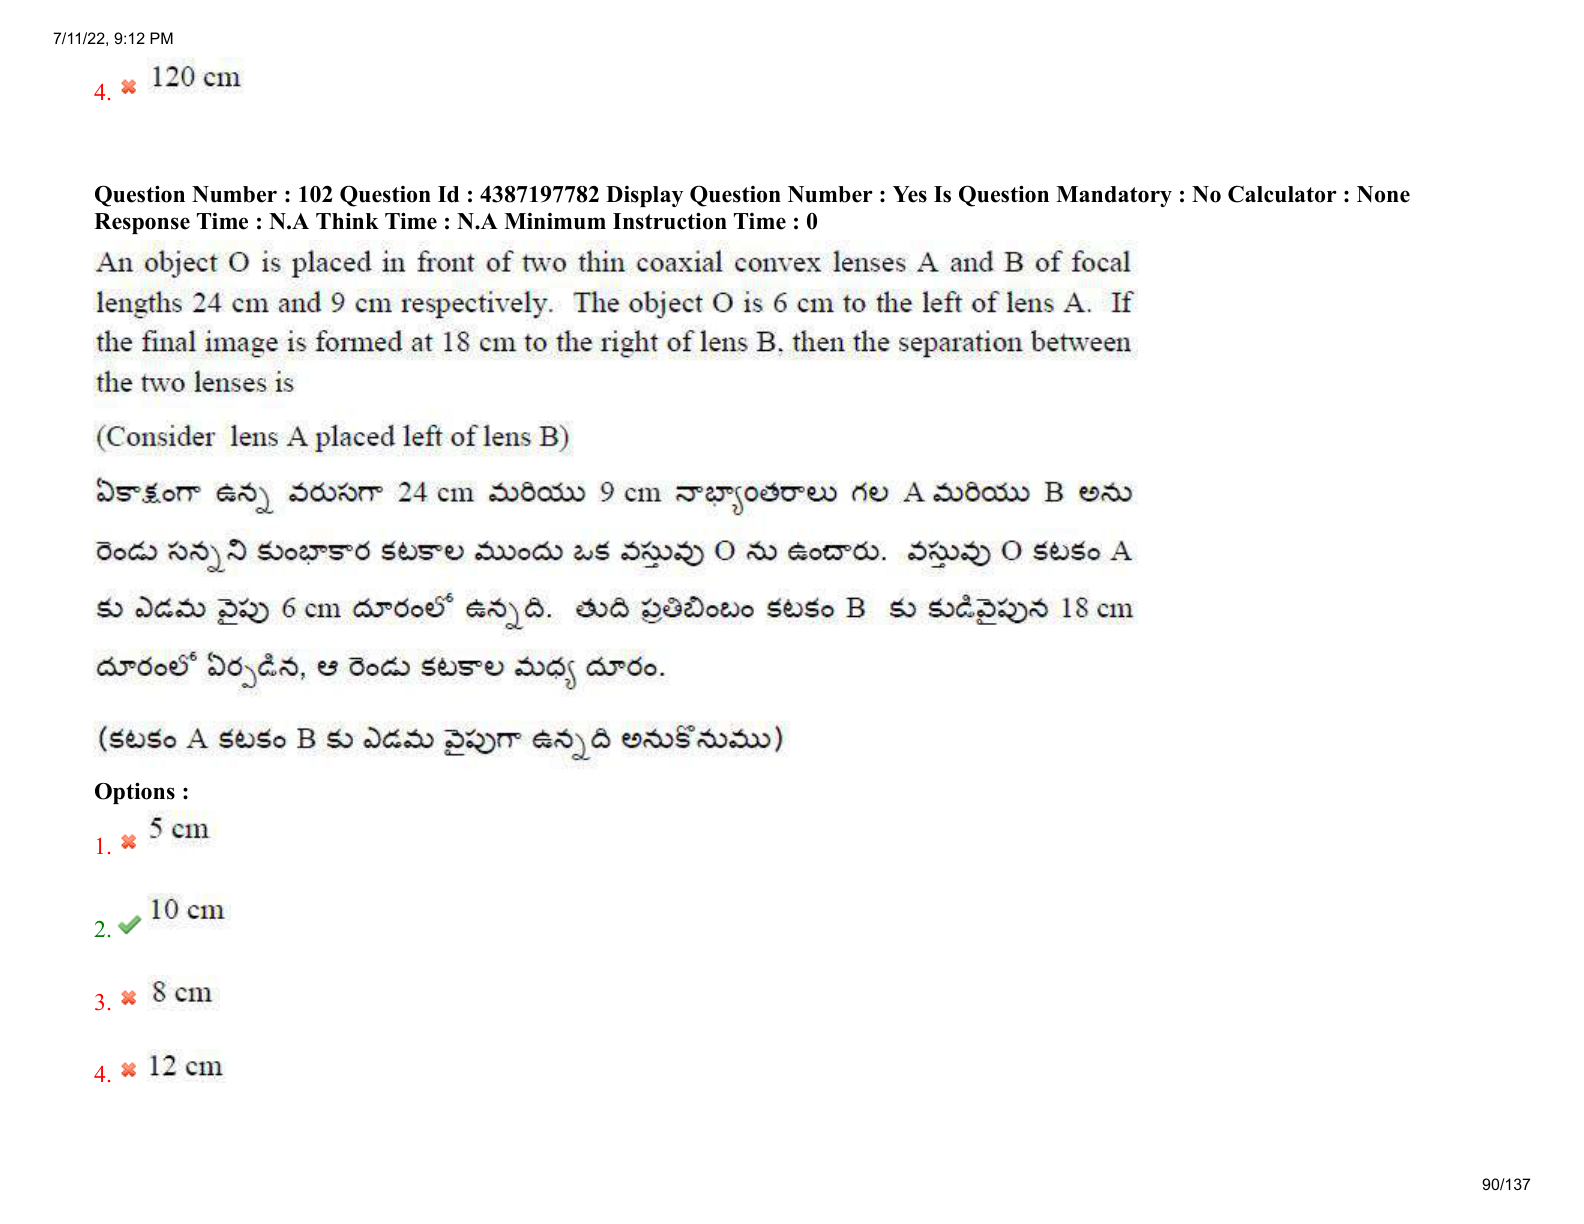 7/11/22, 9:12 PM
4. 120 cm
Question Number : 102 Question Id : 4387197782 Display Question Number : Yes Is Question Mandatory : No Calculator : None
Response Time : N.A Think Time : N.A Minimum Instruction Time : 0
An object O is placed in front of two thin coaxial convex lenses A and B of focal
lengths 24 cm and 9 cm respectively. The object O is 6 cm to the left of lens A. If
the final image is formed at 18 cm to the right of lens B, then the separation between
the two lenses is
(Consider lens A placed left of lens B)
ఏకాక్షంగా ఉన్న వరుసగా 24 cm మరియు 9 cm నాభ్యాంతరాలు గల A మరియు B అను
రెండు సన్నని కుంభాకార కటకాల ముందు ఒక వస్తువు O ను ఉంచారు. వస్తువు O కటకం A
కు ఎడమ వైపు 6 cm దూరంలో ఉన్నది. తుది ప్రతిబింబం కటకం B కు కుడివైపున 18 cm
దూరంలో ఏర్పడిన, ఆ రెండు కటకాల మధ్య దూరం.
(కటకం A కటకం B కు ఎడమ వైపుగా ఉన్నది అనుకొనుము)
Options :
1. 5 cm
2. 10 cm
3. 8 cm
4. 12 cm
90/137